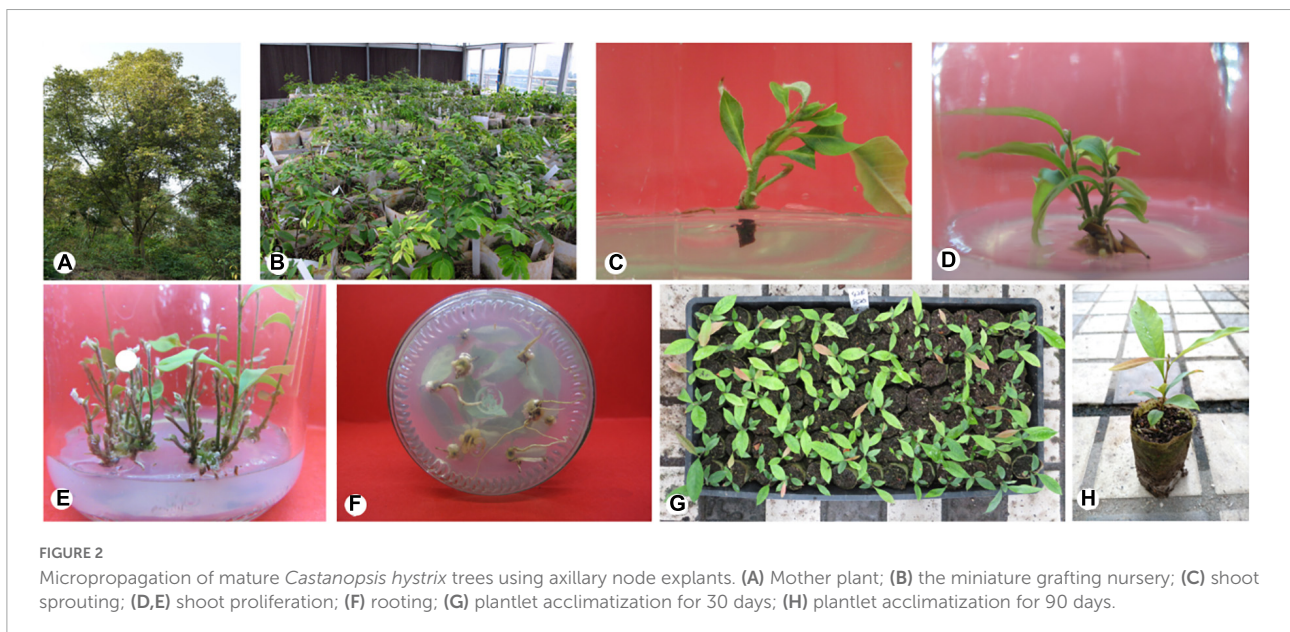 A
B
C
D
E
F
G
H
FIGURE 2
Micropropagation of mature Castanopsis hystrix trees using axillary node explants. (A) Mother plant; (B) the miniature grafting nursery; (C) shoot
sprouting; (D,E) shoot proliferation; (F) rooting; (G) plantlet acclimatization for 30 days; (H) plantlet acclimatization for 90 days.